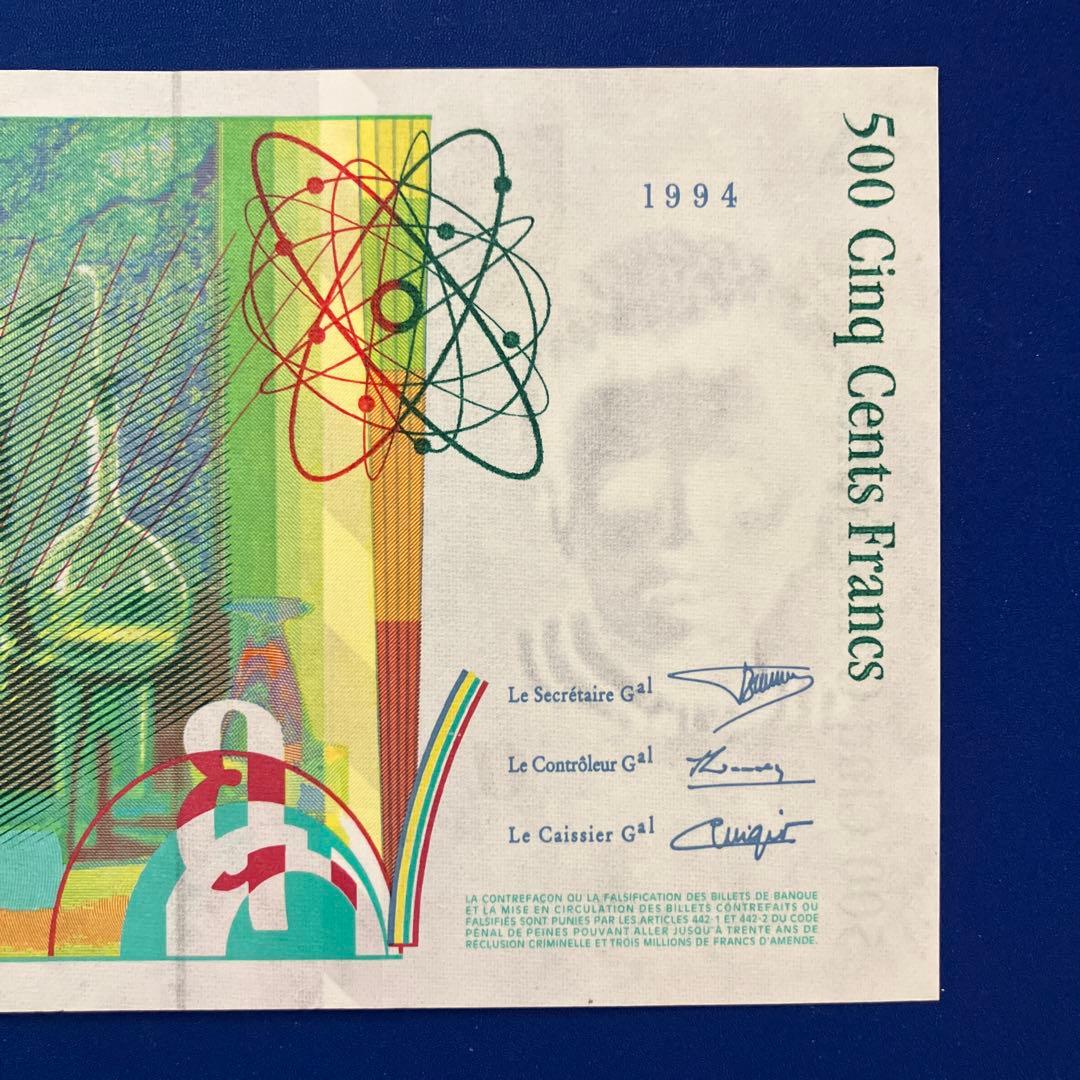 1994
500 Cinq Cents Francs
Le Secrétaire Gal
Le Contrôleur Gal
Le Caissier Gal
LA CONTREFAÇON OU LA FALSIFICATION DES BILLETS DE BANQUE
ET LA MISE EN CIRCULATION DES BILLETS CONTREFAITS OU
FALSIFIÉS SONT PUNIES PAR LES ARTICLES 442-1 ET 442-2 DU CODE
PÉNAL DE PEINES POUVANT ALLER JUSQU'À TRENTE ANS DE
RÉCLUSION CRIMINELLE ET TROIS MILLIONS DE FRANCS D'AMENDE.